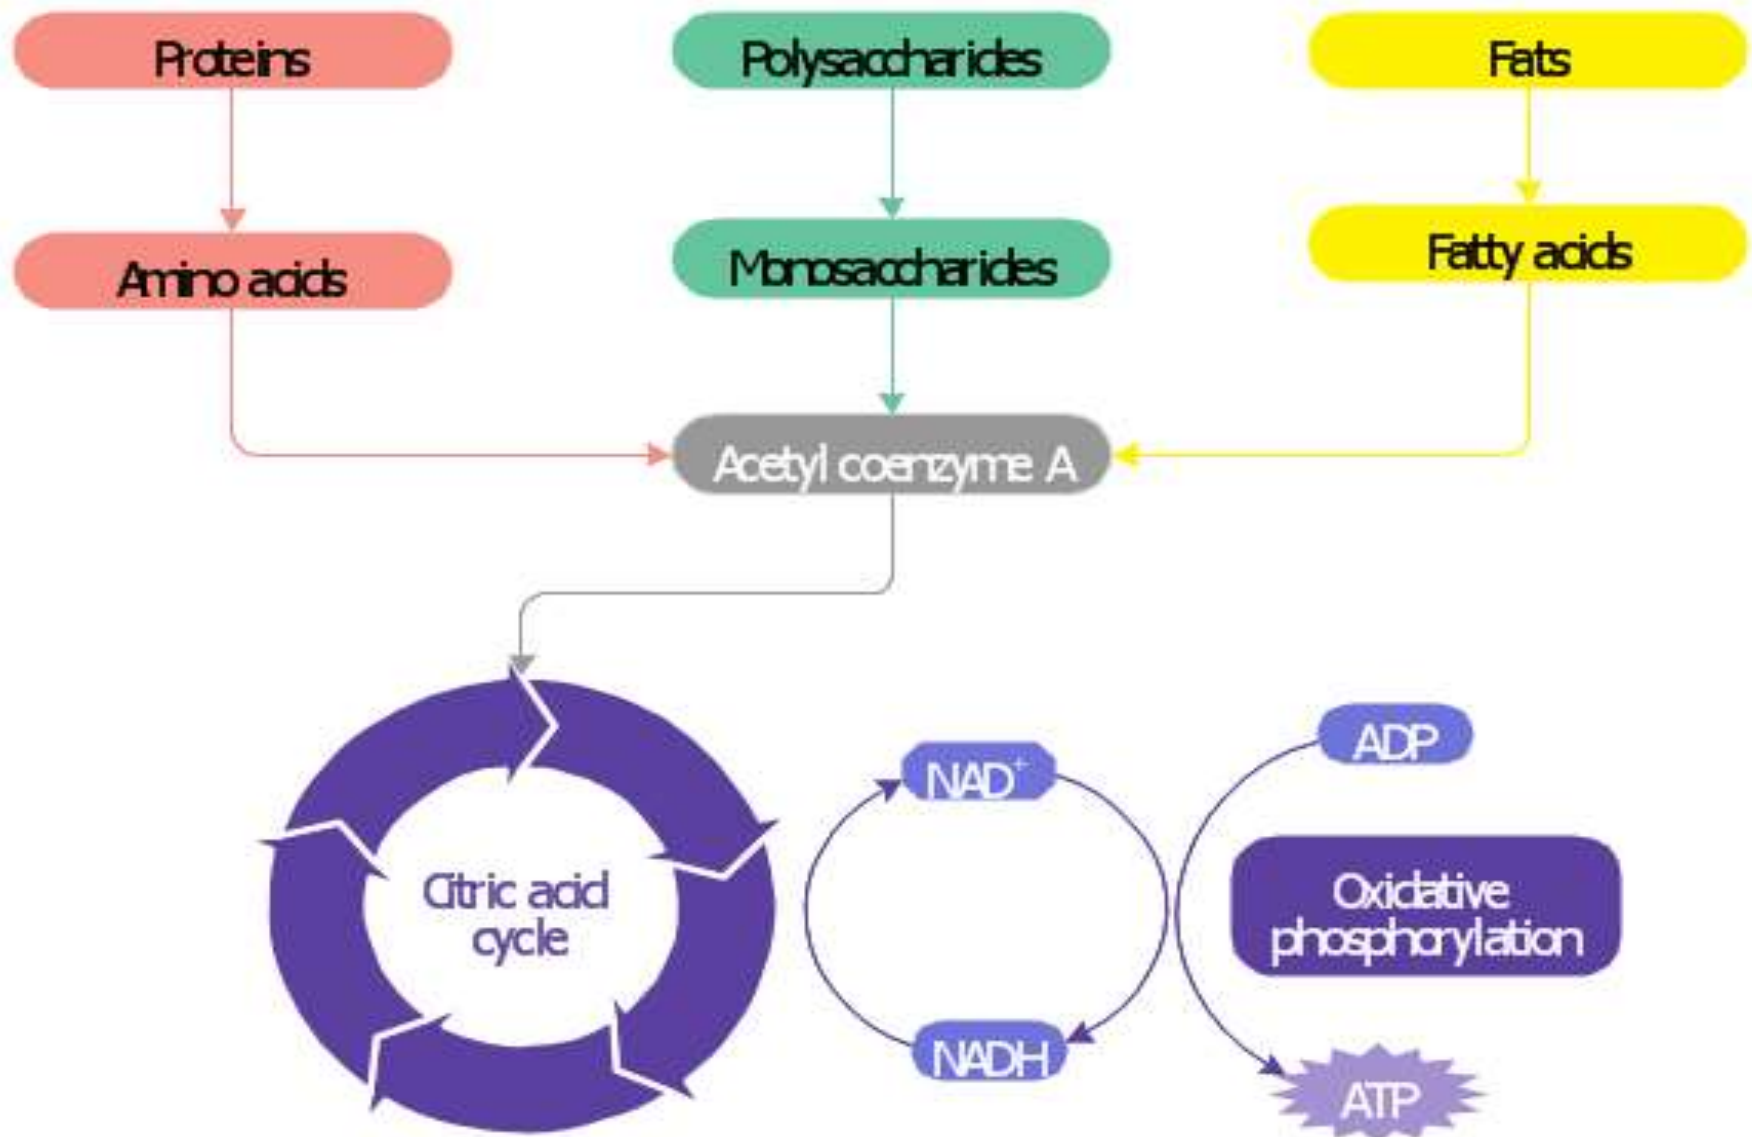 Proteins
Polysaccharides
Fats
Amino acids
Monosaccharides
Fatty acids
Acetyl coenzyme A
Citric acid
cycle
NAD⁺
NADH
ADP
Oxidative
phosphorylation
ATP